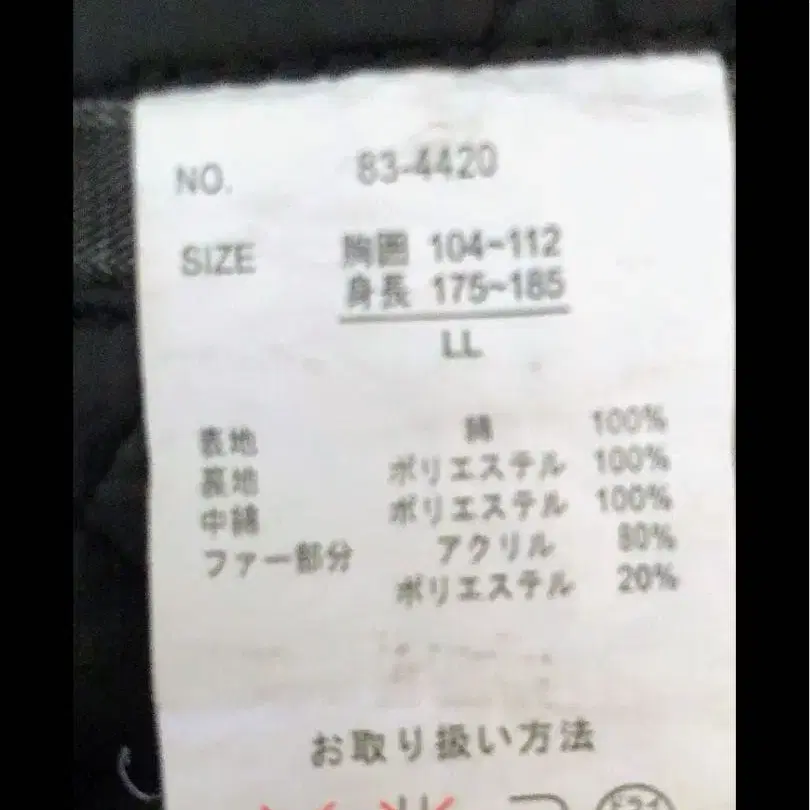 NO. 83-4420
SIZE 胸囲 104~112
身長 175~185
LL
表地 綿 100%
裏地 ポリエステル 100%
中綿 ポリエステル 100%
ファー部分 アクリル 80%
ポリエステル 20%
お取り扱い方法
ドライ